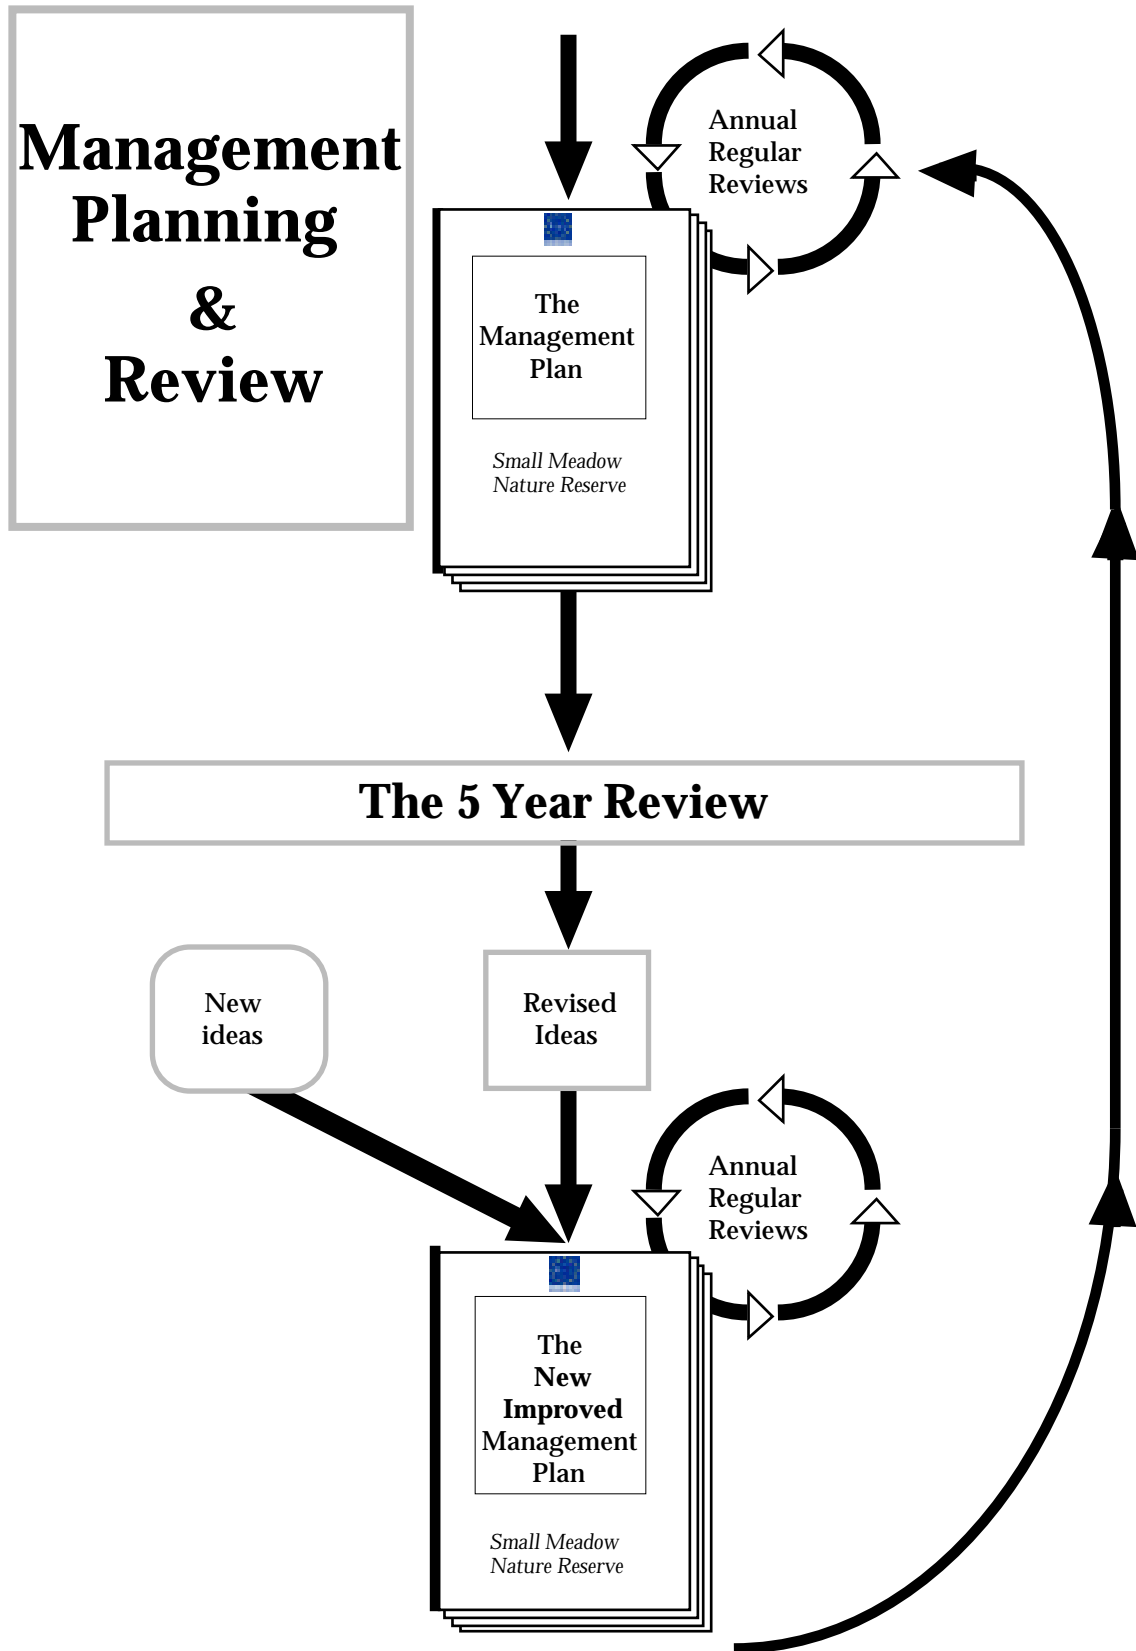 Management
Planning
&
Review
Annual
Regular
Reviews
The
Management
Plan
Small Meadow
Nature Reserve
The 5 Year Review
New
ideas
Revised
Ideas
Annual
Regular
Reviews
The
New
Improved
Management
Plan
Small Meadow
Nature Reserve